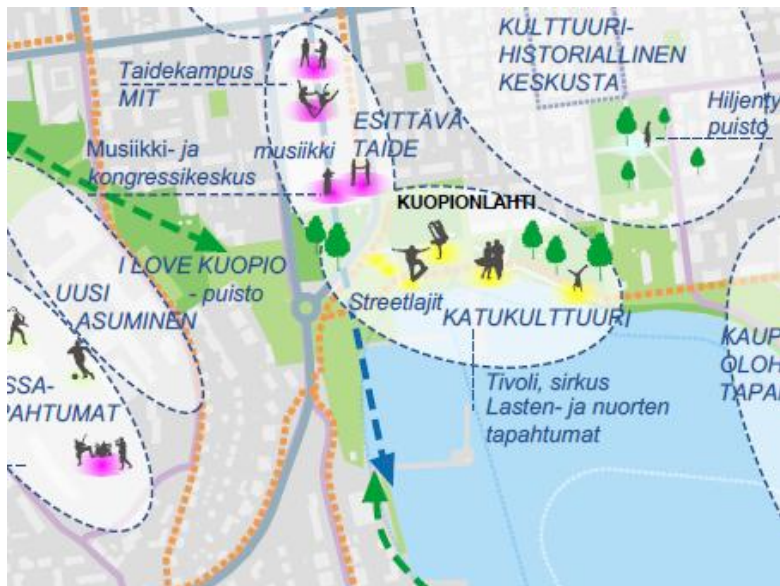 KULTTUURI-
HISTORIALLINEN
KESKUSTA
Taidekampus
MIT
Hiljenty
puisto
ESITTÄVÄ
TAIDE
musiikki
Musiikki- ja
kongressikeskus
KUOPIONLAHTI
I LOVE KUOPIO
- puisto
UUSI
ASUMINEN
Streetlajit
KATUKULTTUURI
SSA-
PAHTUMAT
Tivoli, sirkus
Lasten- ja nuorten
tapahtumat
KAUP
OLOH
TAPA